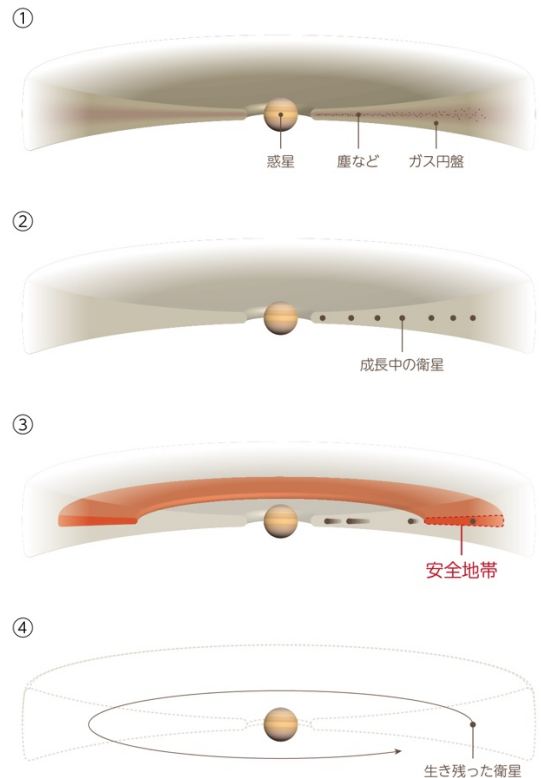 ①
惑星
塵など
ガス円盤
②
成長中の衛星
③
安全地帯
④
生き残った衛星